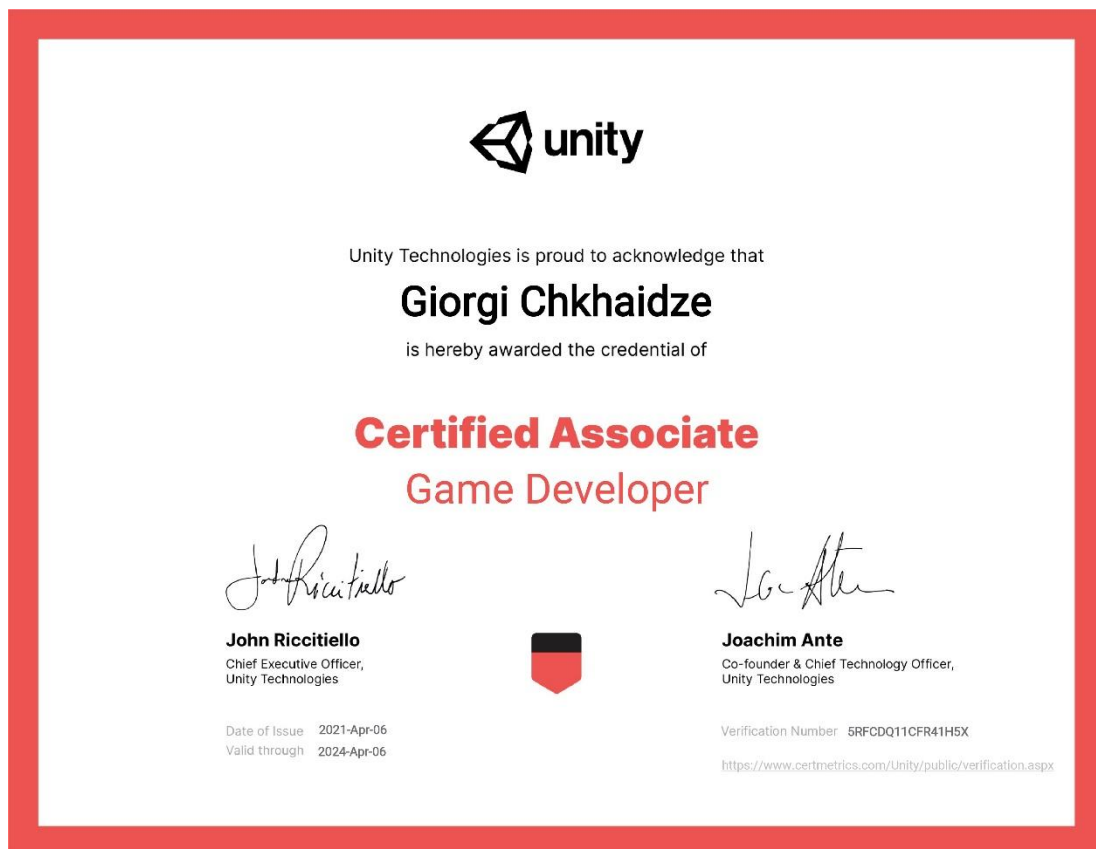 unity
Unity Technologies is proud to acknowledge that
Giorgi Chkhaidze
is hereby awarded the credential of
Certified Associate
Game Developer
John Riccitiello
Chief Executive Officer,
Unity Technologies
Joachim Ante
Co-founder & Chief Technology Officer,
Unity Technologies
Date of Issue 2021-Apr-06
Valid through 2024-Apr-06
Verification Number 5RFCDQ11CFR41H5X
https://www.certmetrics.com/Unity/public/verification.aspx